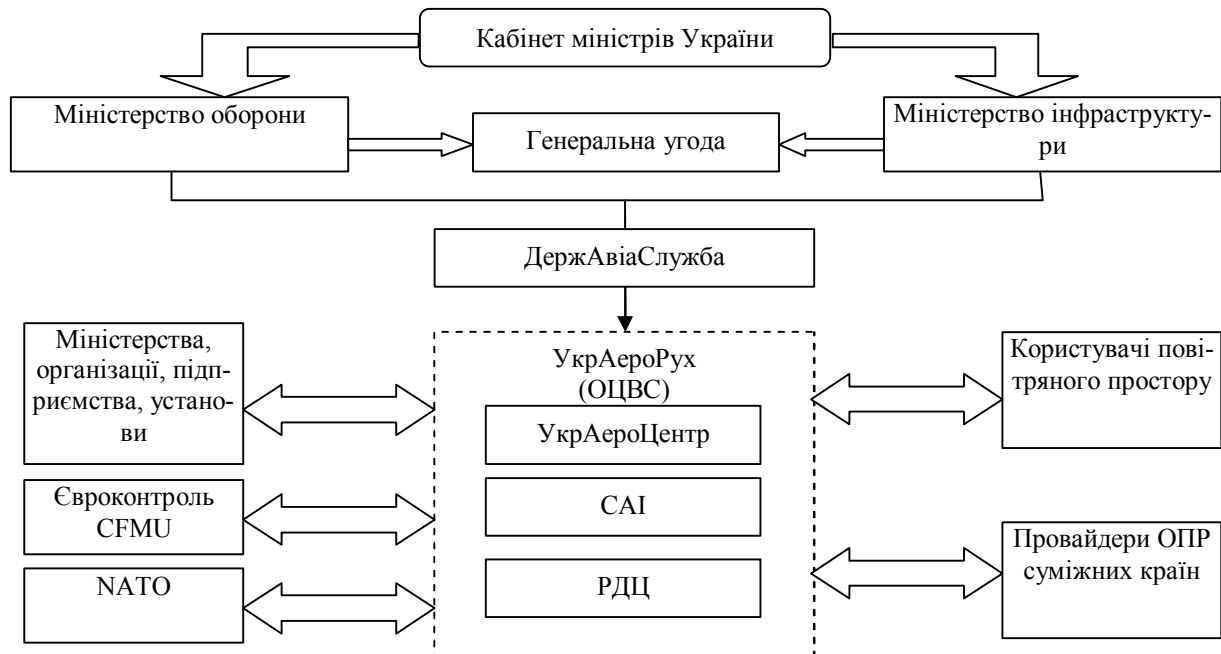 Кабінет міністрів України
Міністерство оборони
Генеральна угода
Міністерство інфраструкту-
ри
ДержАвіаСлужба
Міністерства,
організації, підп-
риємства, устано-
ви
УкрАероРух
(ОЦВС)
Користувачі пові-
тряного простору
УкрАероЦентр
Євроконтроль
CFMU
САІ
Провайдери ОПР
суміжних країн
NATO
РДЦ